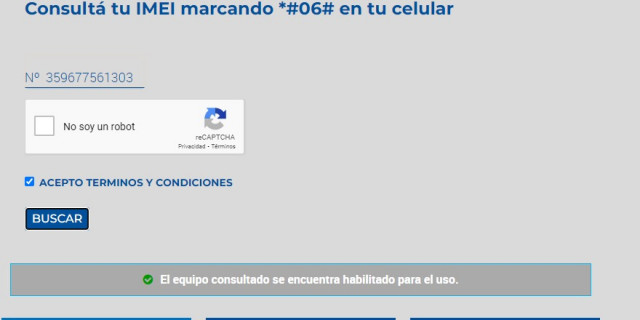 Consultá tu IMEI marcando *#06# en tu celular
Nº 359677561303
No soy un robot
reCAPTCHA
Privacidad - Términos
ACEPTO TERMINOS Y CONDICIONES
BUSCAR
El equipo consultado se encuentra habilitado para el uso.